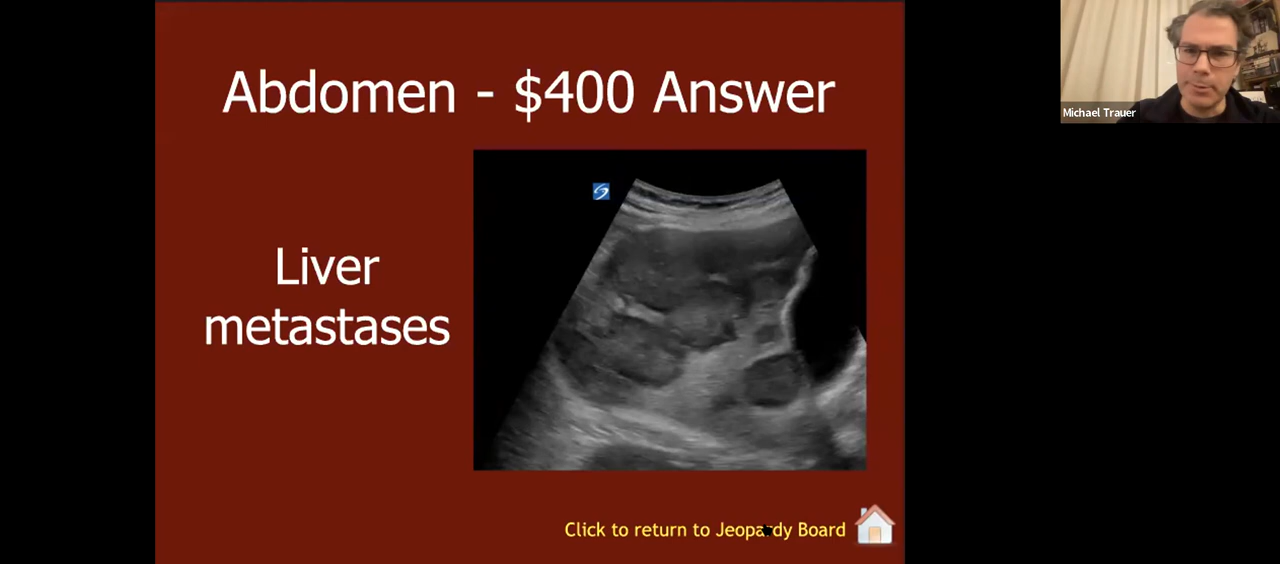 Abdomen - $400 Answer
Liver
metastases
Click to return to Jeopardy Board
Michael Trauer